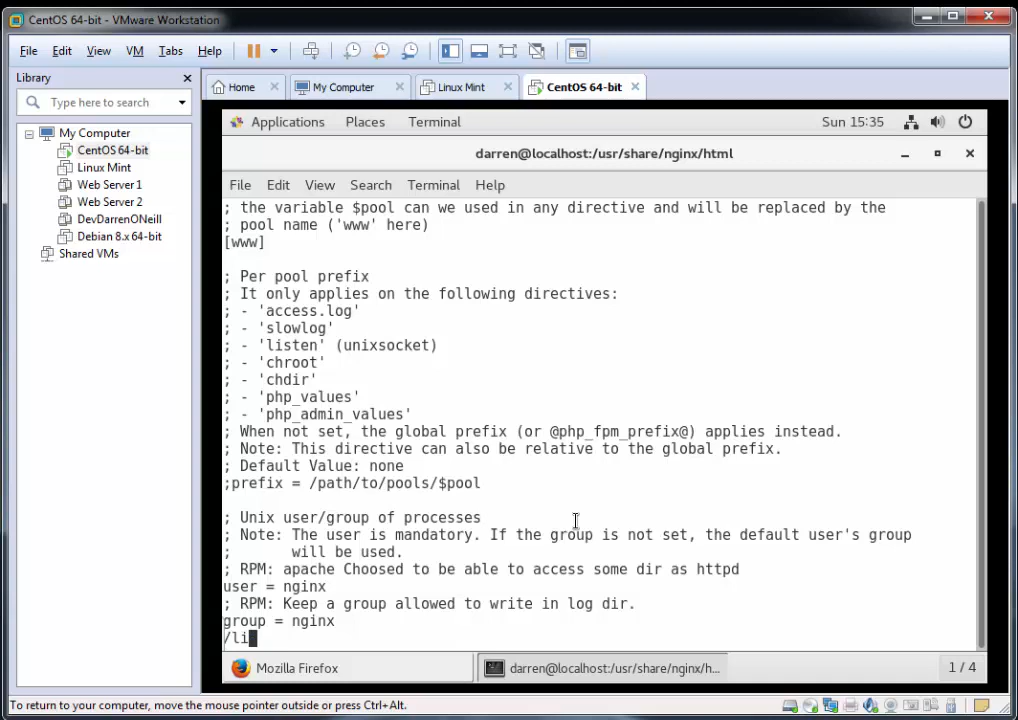 CentOS 64-bit - VMware Workstation
File Edit View VM Tabs Help
Library
Type here to search
My Computer
CentOS 64-bit
Linux Mint
Web Server 1
Web Server 2
DevDarrenONeill
Debian 8.x 64-bit
Shared VMs
Home My Computer Linux Mint CentOS 64-bit
Applications Places Terminal Sun 15:35
darren@localhost:/usr/share/nginx/html
File Edit View Search Terminal Help
; the variable $pool can we used in any directive and will be replaced by the
; pool name ('www' here)
[www]
; Per pool prefix
; It only applies on the following directives:
; - 'access.log'
; - 'slowlog'
; - 'listen' (unixsocket)
; - 'chroot'
; - 'chdir'
; - 'php_values'
; - 'php_admin_values'
; When not set, the global prefix (or @php_fpm_prefix@) applies instead.
; Note: This directive can also be relative to the global prefix.
; Default Value: none
;prefix = /path/to/pools/$pool
; Unix user/group of processes
; Note: The user is mandatory. If the group is not set, the default user's group
;       will be used.
; RPM: apache Choosed to be able to access some dir as httpd
user = nginx
; RPM: Keep a group allowed to write in log dir.
group = nginx
/li
Mozilla Firefox darren@localhost:/usr/share/nginx/h... 1 / 4
To return to your computer, move the mouse pointer outside or press Ctrl+Alt.